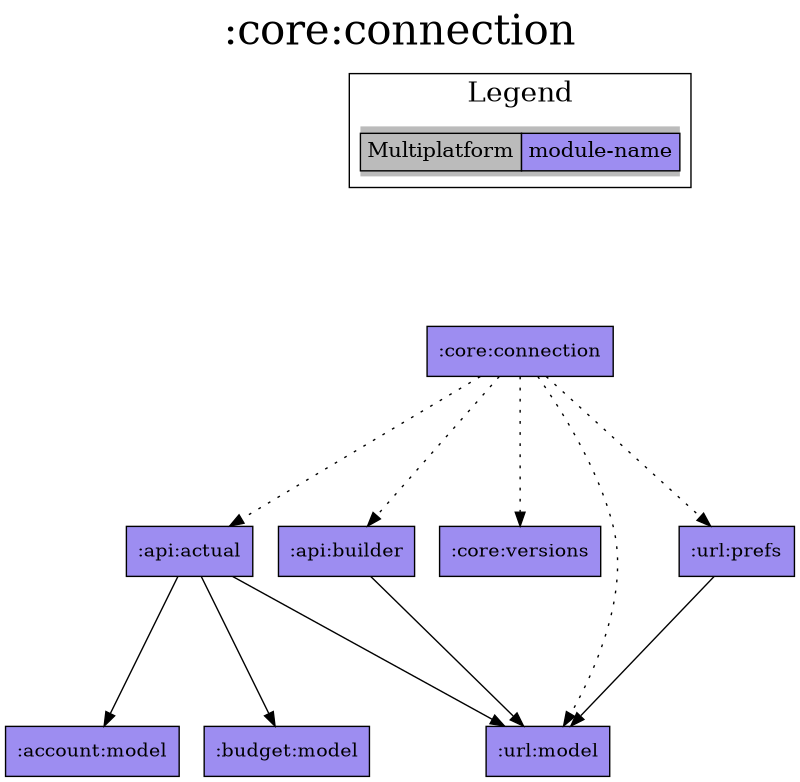 :core:connection
Legend
Multiplatform module-name
:core:connection
:api:actual :api:builder :core:versions :url:prefs
:account:model :budget:model :url:model